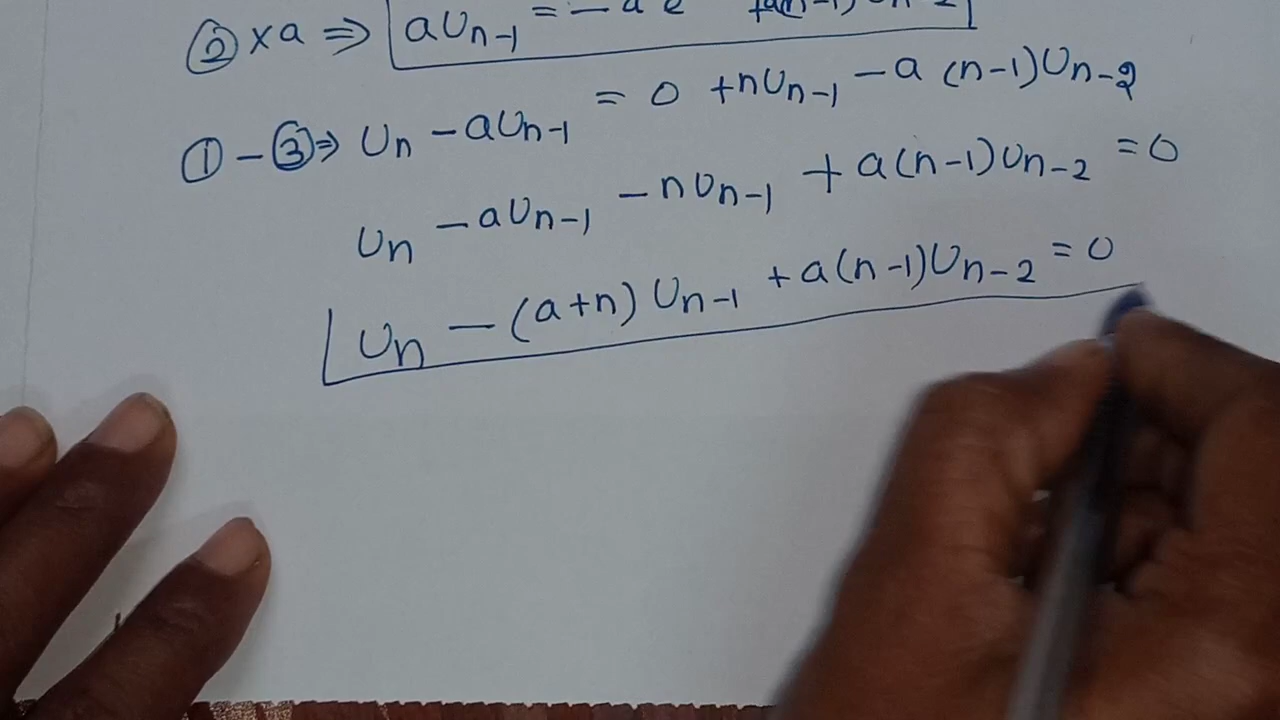 ② × a ⇒ aUn-1 = - a e
① - ③ ⇒ Un - aUn-1 = 0 + nUn-1 - a (n-1)Un-2
Un - aUn-1 - nUn-1 + a(n-1)Un-2 = 0
Un - (a+n) Un-1 + a(n-1)Un-2 = 0